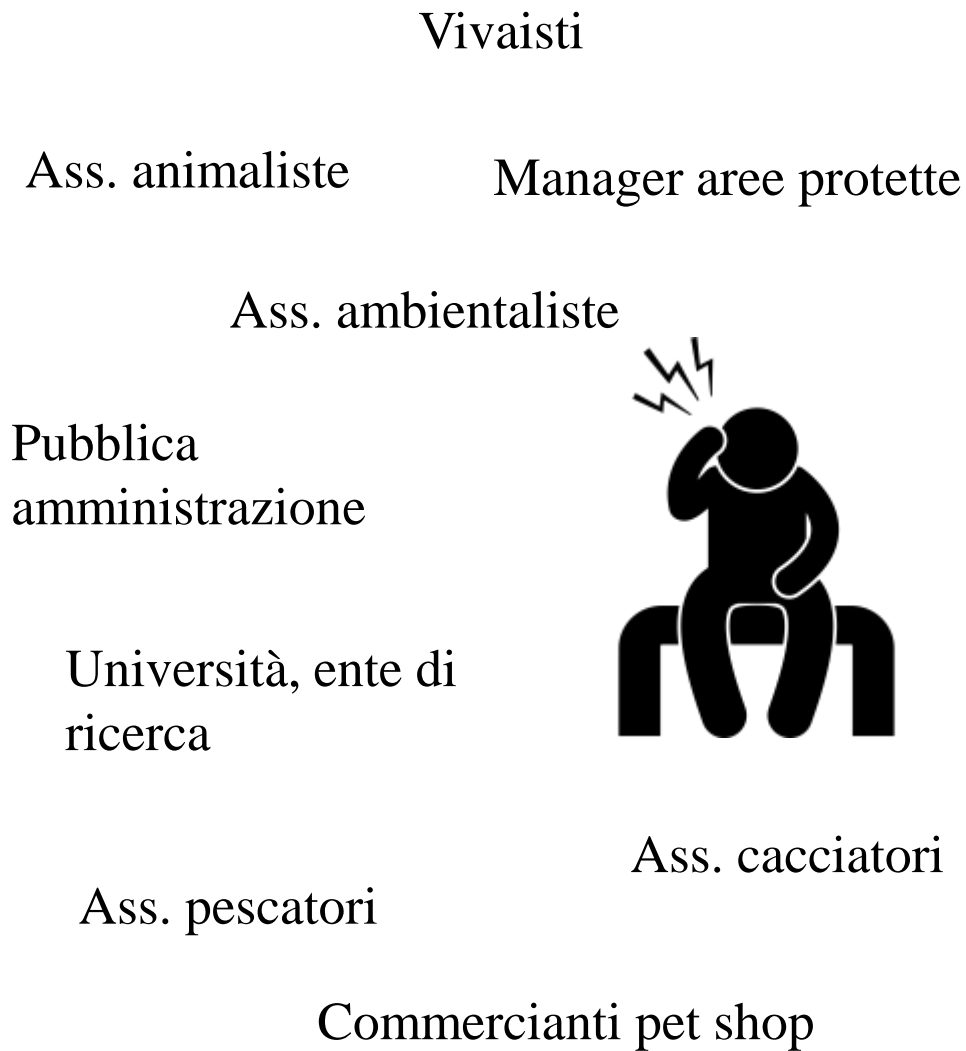 Vivaisti
Ass. animaliste
Manager aree protette
Ass. ambientaliste
Pubblica
amministrazione
Università, ente di
ricerca
Ass. cacciatori
Ass. pescatori
Commercianti pet shop